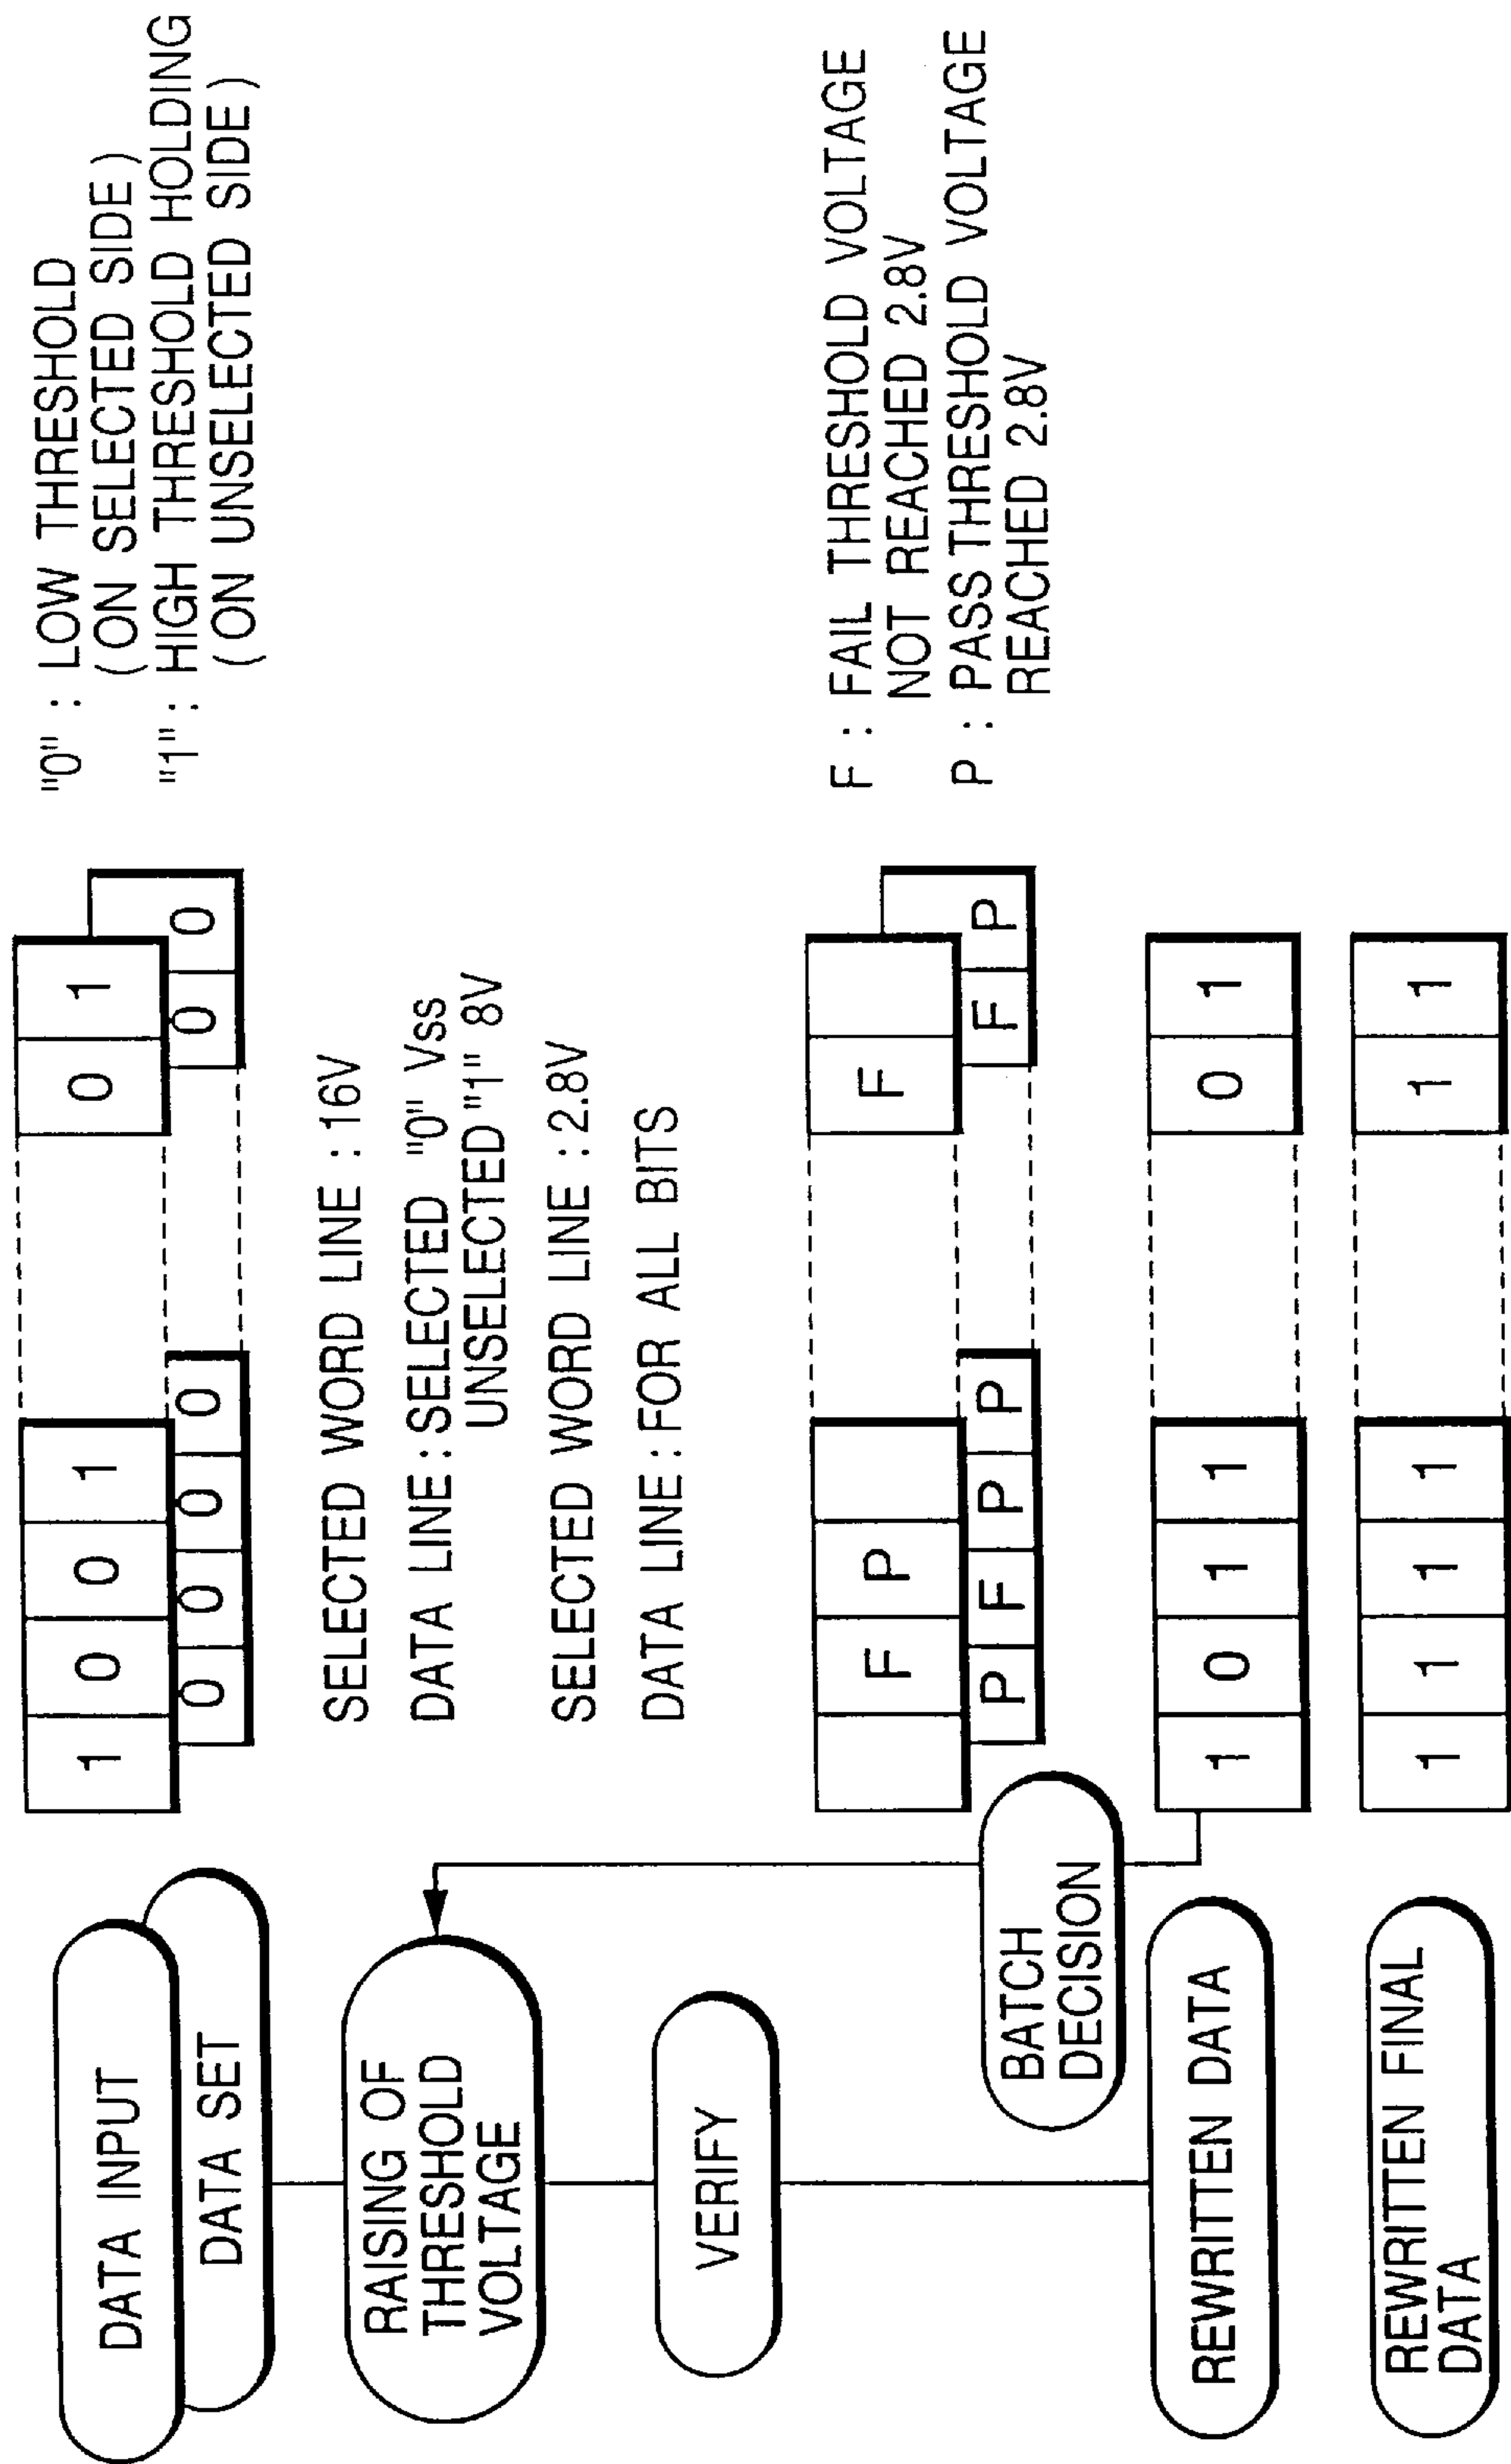 DATA INPUT
1 0 0 1 0 1
"0" : LOW THRESHOLD
(ON SELECTED SIDE)
"1" : HIGH THRESHOLD HOLDING
(ON UNSELECTED SIDE)
DATA SET
0 0 0 0 0 0
RAISING OF
THRESHOLD
VOLTAGE
SELECTED WORD LINE : 16V
DATA LINE : SELECTED "0" Vss
UNSELECTED "1" 8V
VERIFY
SELECTED WORD LINE : 2.8V
DATA LINE : FOR ALL BITS
F P F
P F P P F P
F : FAIL THRESHOLD VOLTAGE
NOT REACHED 2.8V
P : PASS THRESHOLD VOLTAGE
REACHED 2.8V
BATCH
DECISION
REWRITTEN DATA
1 0 1 1 0 1
REWRITTEN FINAL
DATA
1 1 1 1 1 1